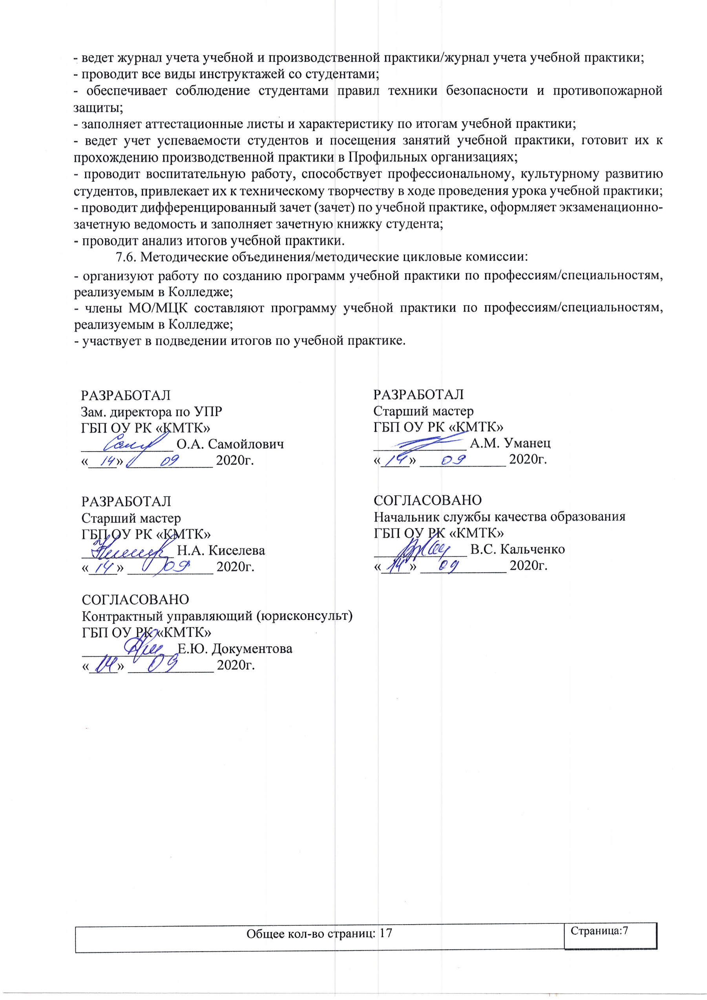 - ведет журнал учета учебной и производственной практики/журнал учета учебной практики;
- проводит все виды инструктажей со студентами;
- обеспечивает соблюдение студентами правил техники безопасности и противопожарной
защиты;
- заполняет аттестационные листы и характеристику по итогам учебной практики;
- ведет учет успеваемости студентов и посещения занятий учебной практики, готовит их к
прохождению производственной практики в Профильных организациях;
- проводит воспитательную работу, способствует профессиональному, культурному развитию
студентов, привлекает их к техническому творчеству в ходе проведения урока учебной практики;
- проводит дифференцированный зачет (зачет) по учебной практике, оформляет экзаменационно-
зачетную ведомость и заполняет зачетную книжку студента;
- проводит анализ итогов учебной практики.
7.6. Методические объединения/методические цикловые комиссии:
- организуют работу по созданию программ учебной практики по профессиям/специальностям,
реализуемым в Колледже;
- члены МО/МЦК составляют программу учебной практики по профессиям/специальностям,
реализуемым в Колледже;
- участвует в подведении итогов по учебной практике.
РАЗРАБОТАЛ
Зам. директора по УПР
ГБП ОУ РК «КМТК»
О.А. Самойлович
«14» 09 2020г.
РАЗРАБОТАЛ
Старший мастер
ГБП ОУ РК «КМТК»
А.М. Уманец
«14» 09 2020г.
РАЗРАБОТАЛ
Старший мастер
ГБП ОУ РК «КМТК»
Н.А. Киселева
«14» 09 2020г.
СОГЛАСОВАНО
Начальник службы качества образования
ГБП ОУ РК «КМТК»
В.С. Кальченко
«14» 09 2020г.
СОГЛАСОВАНО
Контрактный управляющий (юрисконсульт)
ГБП ОУ РК «КМТК»
Е.Ю. Документова
«14» 09 2020г.
Общее кол-во страниц: 17
Страница:7